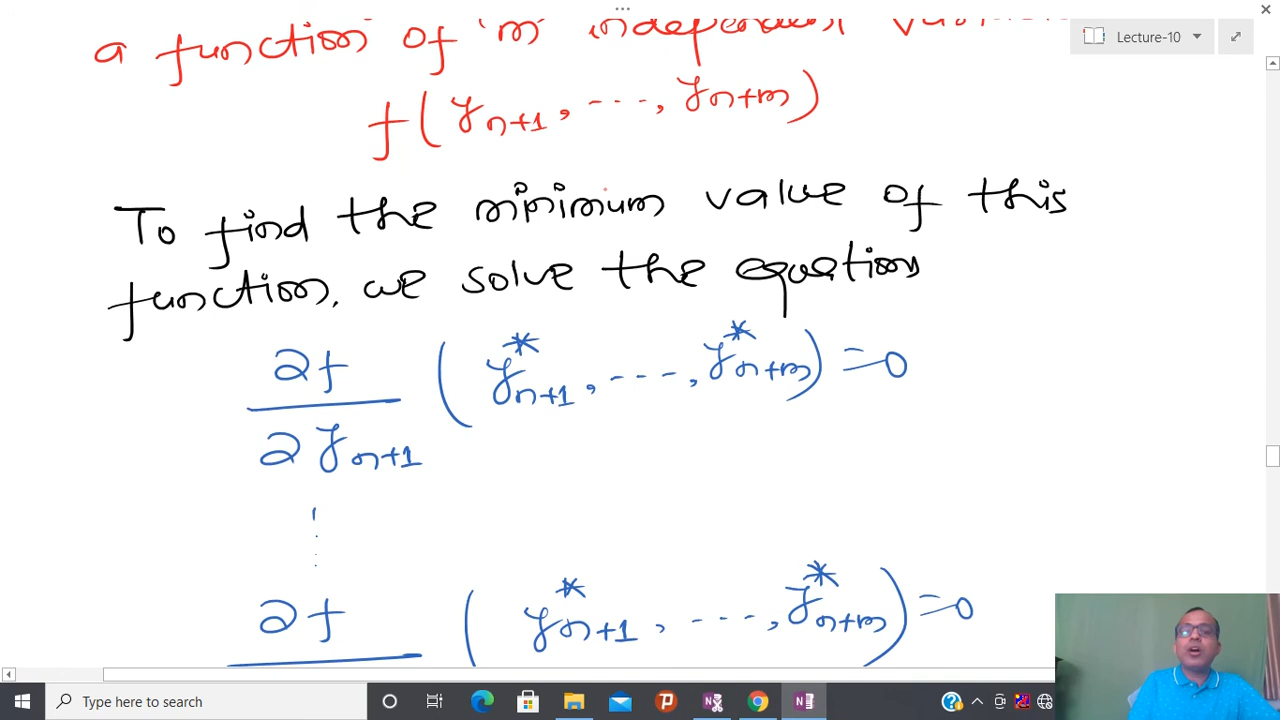 a function of 'm' independent
f(y_{n+1}, ..., y_{n+m})
Lecture-10
To find the minimum value of this
function, we solve the equations
∂f/∂y_{n+1} (y*_{n+1}, ----, y*_{n+m}) = 0
⋮
∂f (y*_{n+1}, ----, y*_{n+m}) = 0
Type here to search